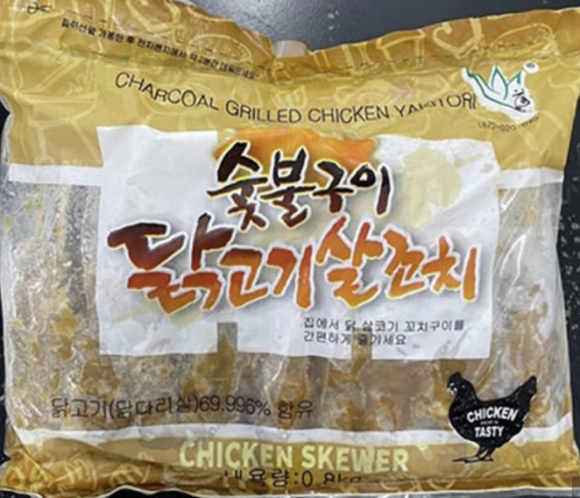 CHARCOAL GRILLED CHICKEN YAKITORI
숯불구이
닭고기살꼬치
집에서 닭 살코기 꼬치구이를
간편하게 즐기세요
닭고기(닭다리살)69.996% 함유
CHICKEN
TASTY
CHICKEN SKEWER
내용량:0.8kg